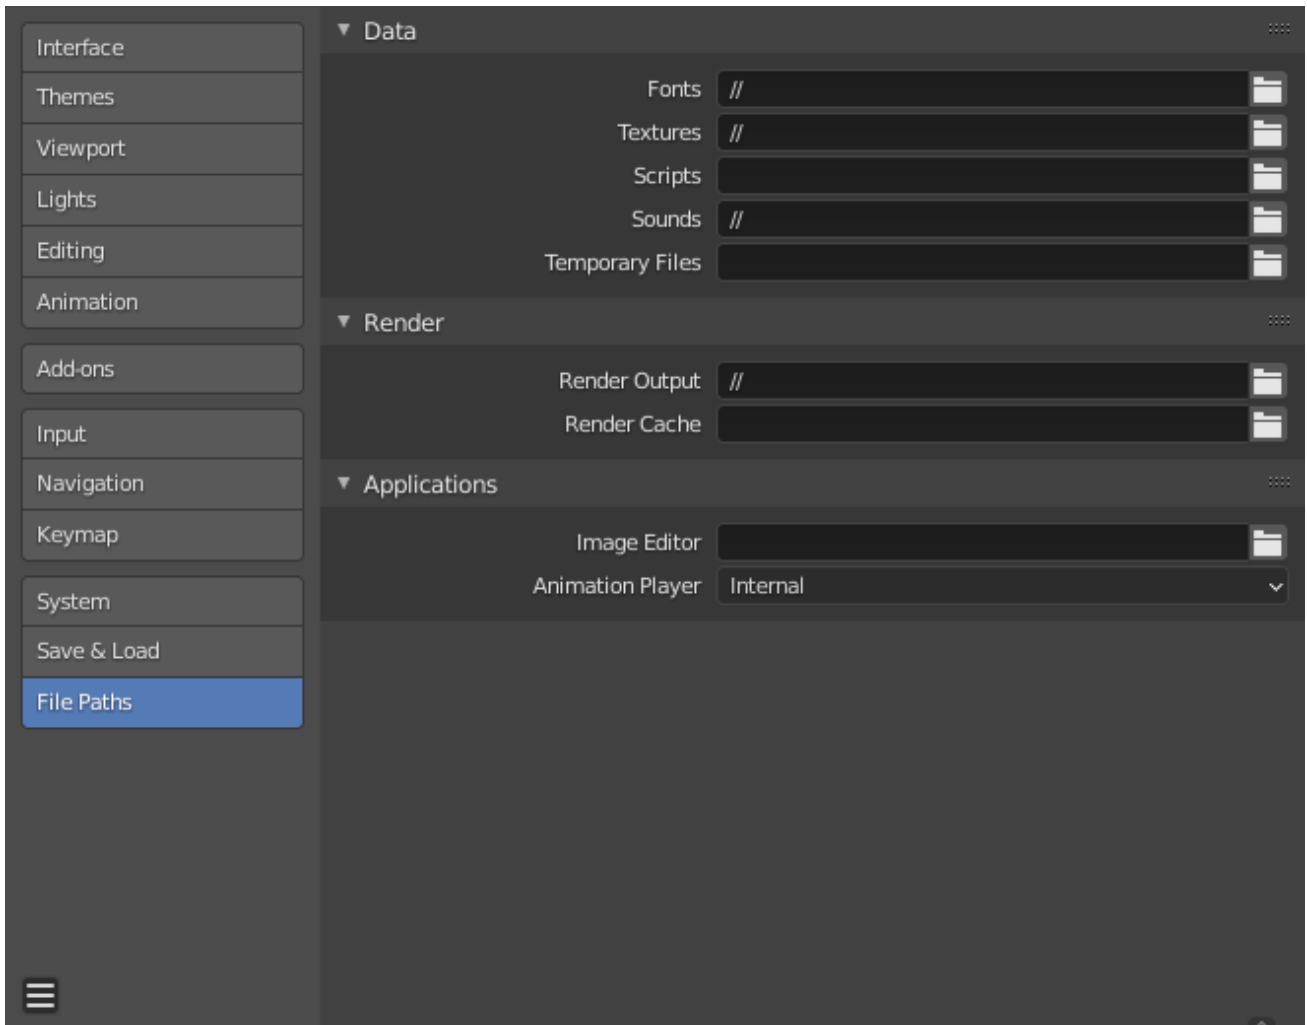 Interface
Themes
Viewport
Lights
Editing
Animation
Add-ons
Input
Navigation
Keymap
System
Save & Load
File Paths
Data
Fonts //
Textures //
Scripts
Sounds //
Temporary Files
Render
Render Output //
Render Cache
Applications
Image Editor
Animation Player Internal